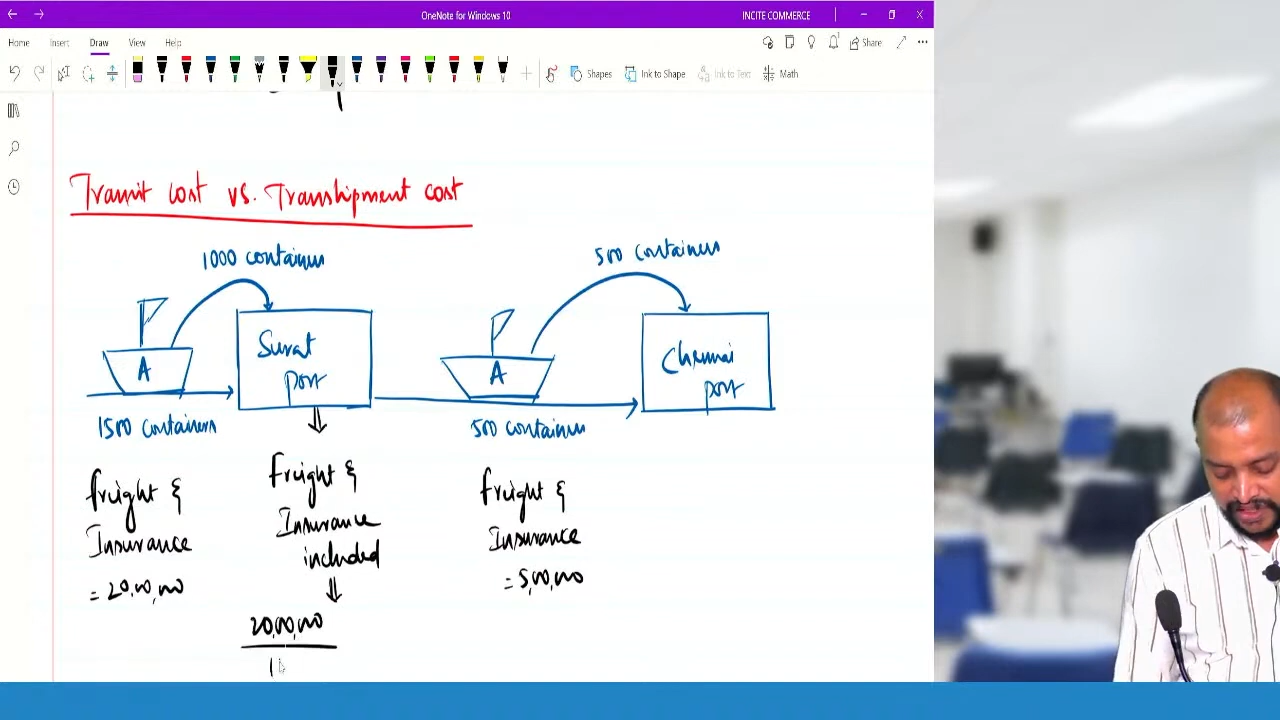 OneNote for Windows 10
INCITE COMMERCE
Home Insert Draw View Help
Share
Shapes
Ink to Shape
Ink to Text
Math
Transit cost vs. Transhipment cost
1000 containers
500 containers
A
Surat
port
A
Chennai
port
1500 containers
500 containers
freight &
Insurance
= 20,00,000
Freight &
Insurance
included
20,00,000
1
freight &
Insurance
= 5,00,000